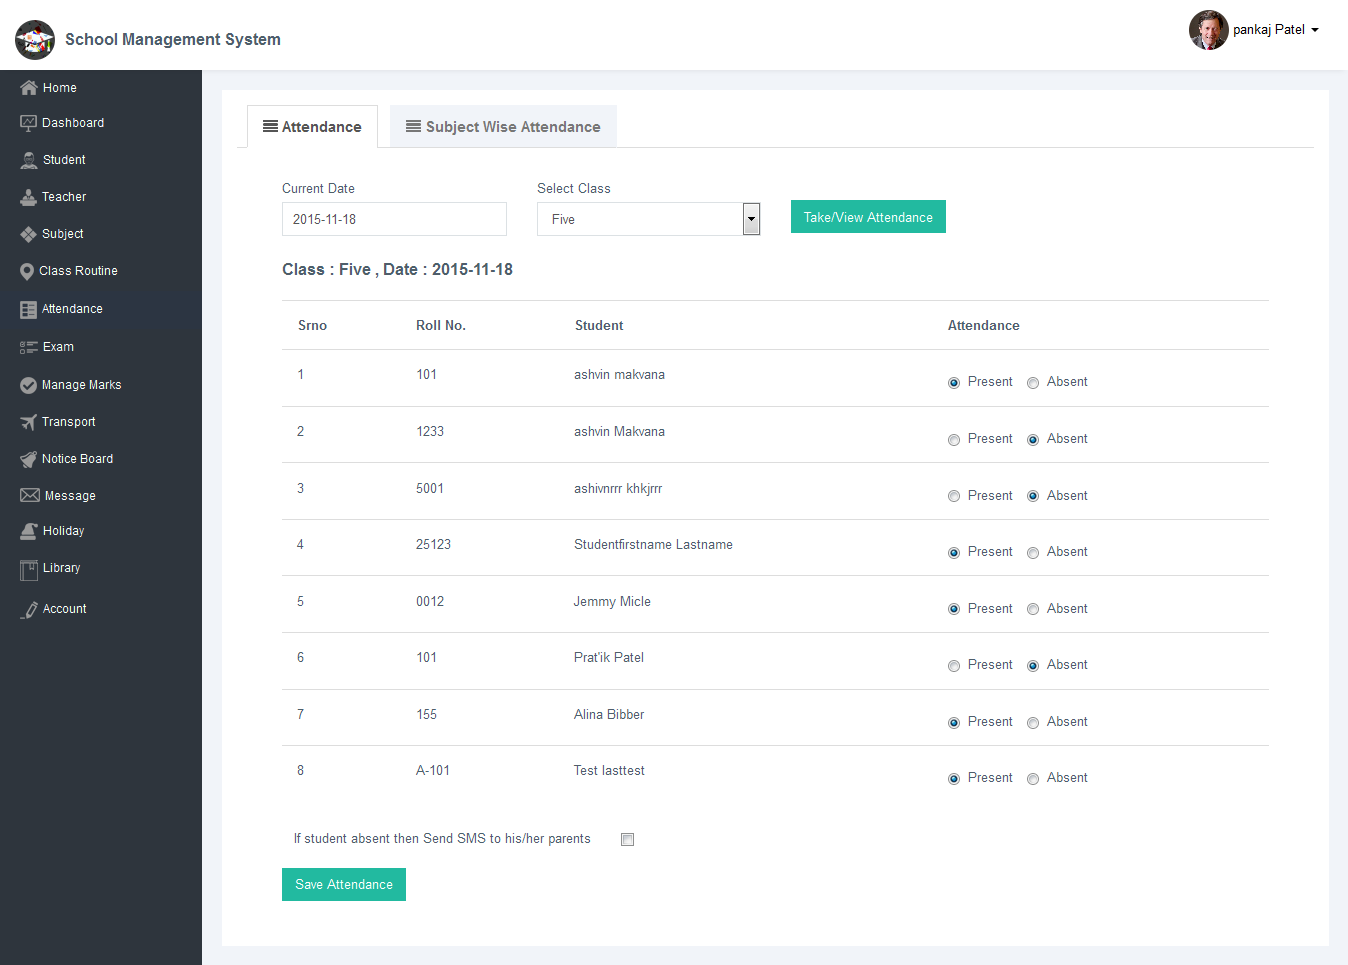 School Management System
pankaj Patel
Home
Dashboard
Student
Teacher
Subject
Class Routine
Attendance
Exam
Manage Marks
Transport
Notice Board
Message
Holiday
Library
Account
Attendance Subject Wise Attendance
Current Date Select Class
2015-11-18 Five Take/View Attendance
Class : Five , Date : 2015-11-18
Srno Roll No. Student Attendance
1 101 ashvin makvana Present Absent
2 1233 ashvin Makvana Present Absent
3 5001 ashivnrrr khkjrrr Present Absent
4 25123 Studentfirstname Lastname Present Absent
5 0012 Jemmy Micle Present Absent
6 101 Prat'ik Patel Present Absent
7 155 Alina Bibber Present Absent
8 A-101 Test lasttest Present Absent
If student absent then Send SMS to his/her parents
Save Attendance